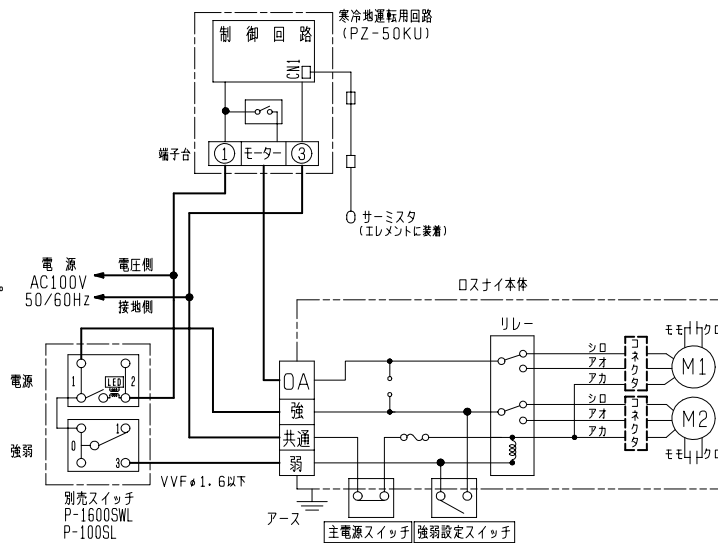 寒冷地運転用回路
(PZ-50KU)
制御回路
CN1
端子台
① モーター ③
サーミスタ
(エレメントに装着)
電源
AC100V
50/60Hz
電圧側
接地側
。
ロスナイ本体
リレー
電源
1 LED 2
強弱
0 1
3
別売スイッチ
P-1600SWL
P-100SL
VVFφ1.6以下
アース
OA
強
共通
弱
主電源スイッチ
強弱設定スイッチ
シロ
アオ
アカ
コネクタ
モモ クロ
M1
シロ
アオ
アカ
コネクタ
M2
モモ クロ